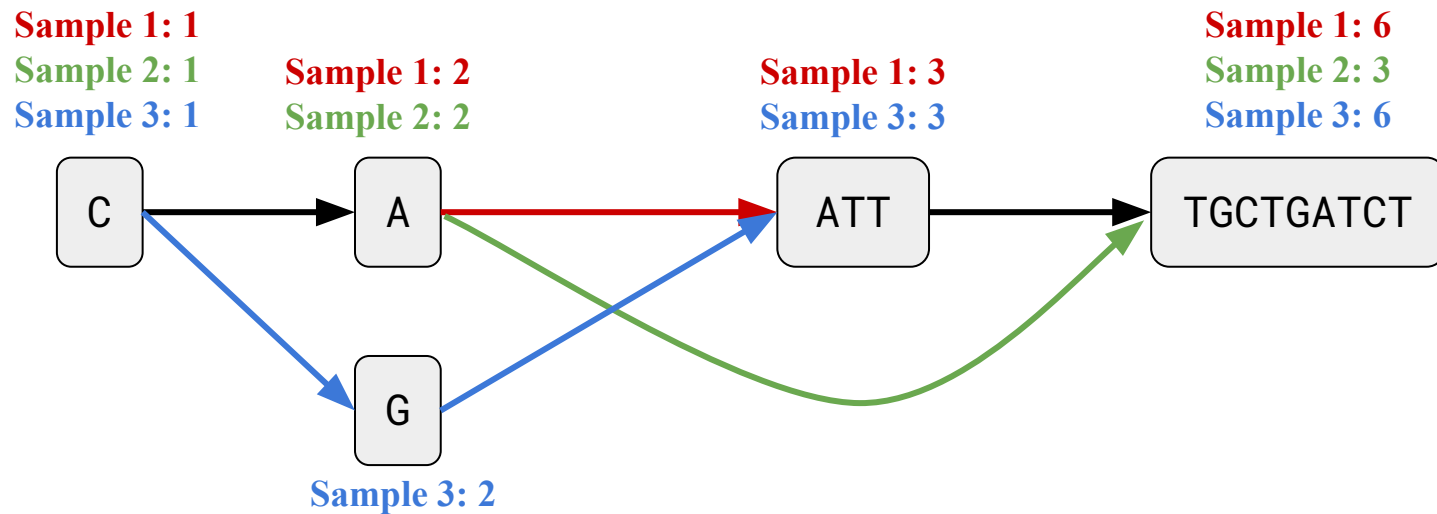 Sample 1: 1
Sample 2: 1
Sample 3: 1
Sample 1: 2
Sample 2: 2
Sample 1: 3
Sample 3: 3
Sample 1: 6
Sample 2: 3
Sample 3: 6
C
A
ATT
TGCTGATCT
G
Sample 3: 2